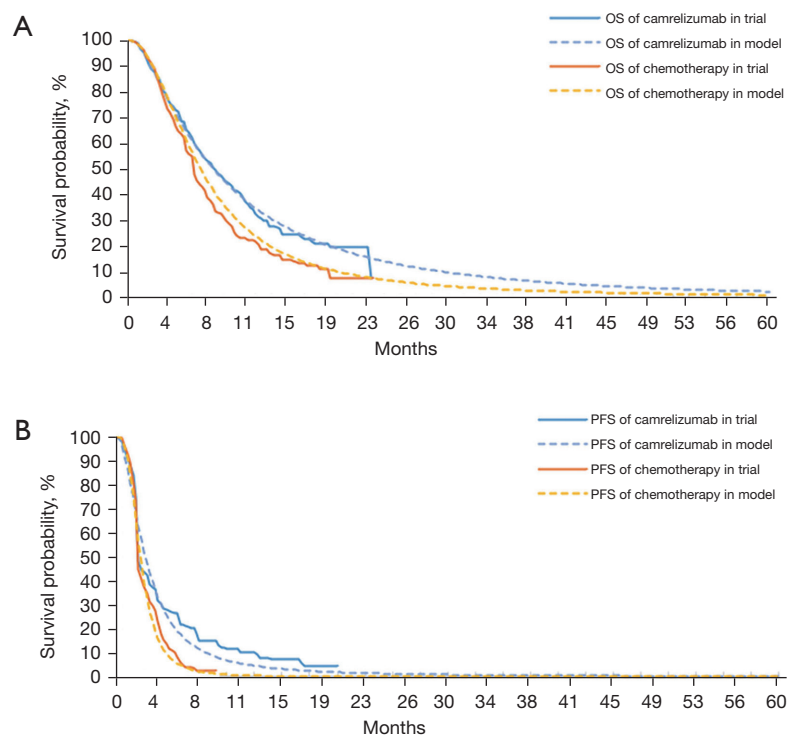 A
OS of camrelizumab in trial
OS of camrelizumab in model
OS of chemotherapy in trial
OS of chemotherapy in model
Survival probability, %
100
90
80
70
60
50
40
30
20
10
0
0 4 8 11 15 19 23 26 30 34 38 41 45 49 53 56 60
Months
B
PFS of camrelizumab in trial
PFS of camrelizumab in model
PFS of chemotherapy in trial
PFS of chemotherapy in model
Survival probability, %
100
90
80
70
60
50
40
30
20
10
0
0 4 8 11 15 19 23 26 30 34 38 41 45 49 53 56 60
Months